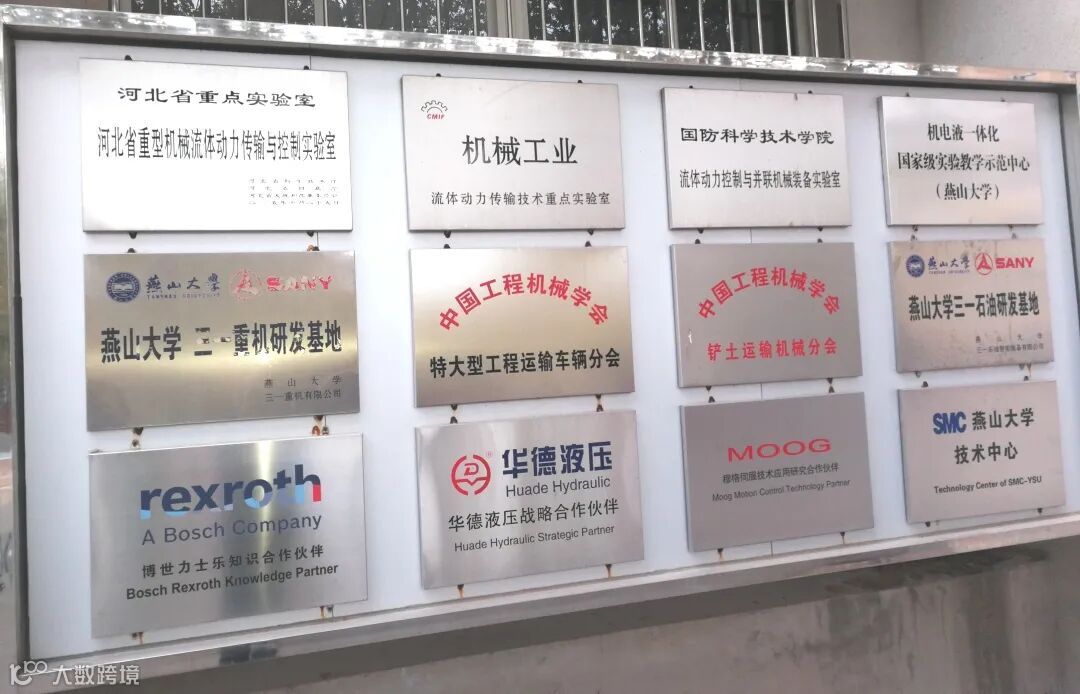 河北省重点实验室
河北省重型机械流体动力传输与控制实验室
CMIF
机械工业
流体动力传输技术重点实验室
国防科学技术学院
流体动力控制与并联机械装备实验室
机电液一体化
国家级实验教学示范中心
（燕山大学）
燕山大学
YANSHAN UNIVERSITY
SANY
燕山大学 三一重机研发基地
燕山大学
三一重机有限公司
中国工程机械学会
特大型工程运输车辆分会
中国工程机械学会
铲土运输机械分会
燕山大学
SANY
燕山大学三一石油研发基地
燕山大学
rexroth
A Bosch Company
博世力士乐知识合作伙伴
Bosch Rexroth Knowledge Partner
华德液压
Huade Hydraulic
华德液压战略合作伙伴
Huade Hydraulic Strategic Partner
MOOG
穆格伺服技术应用研究合作伙伴
Moog Motion Control Technology Partner
SMC 燕山大学
技术中心
Technology Center of SMC-YSU
大数跨境